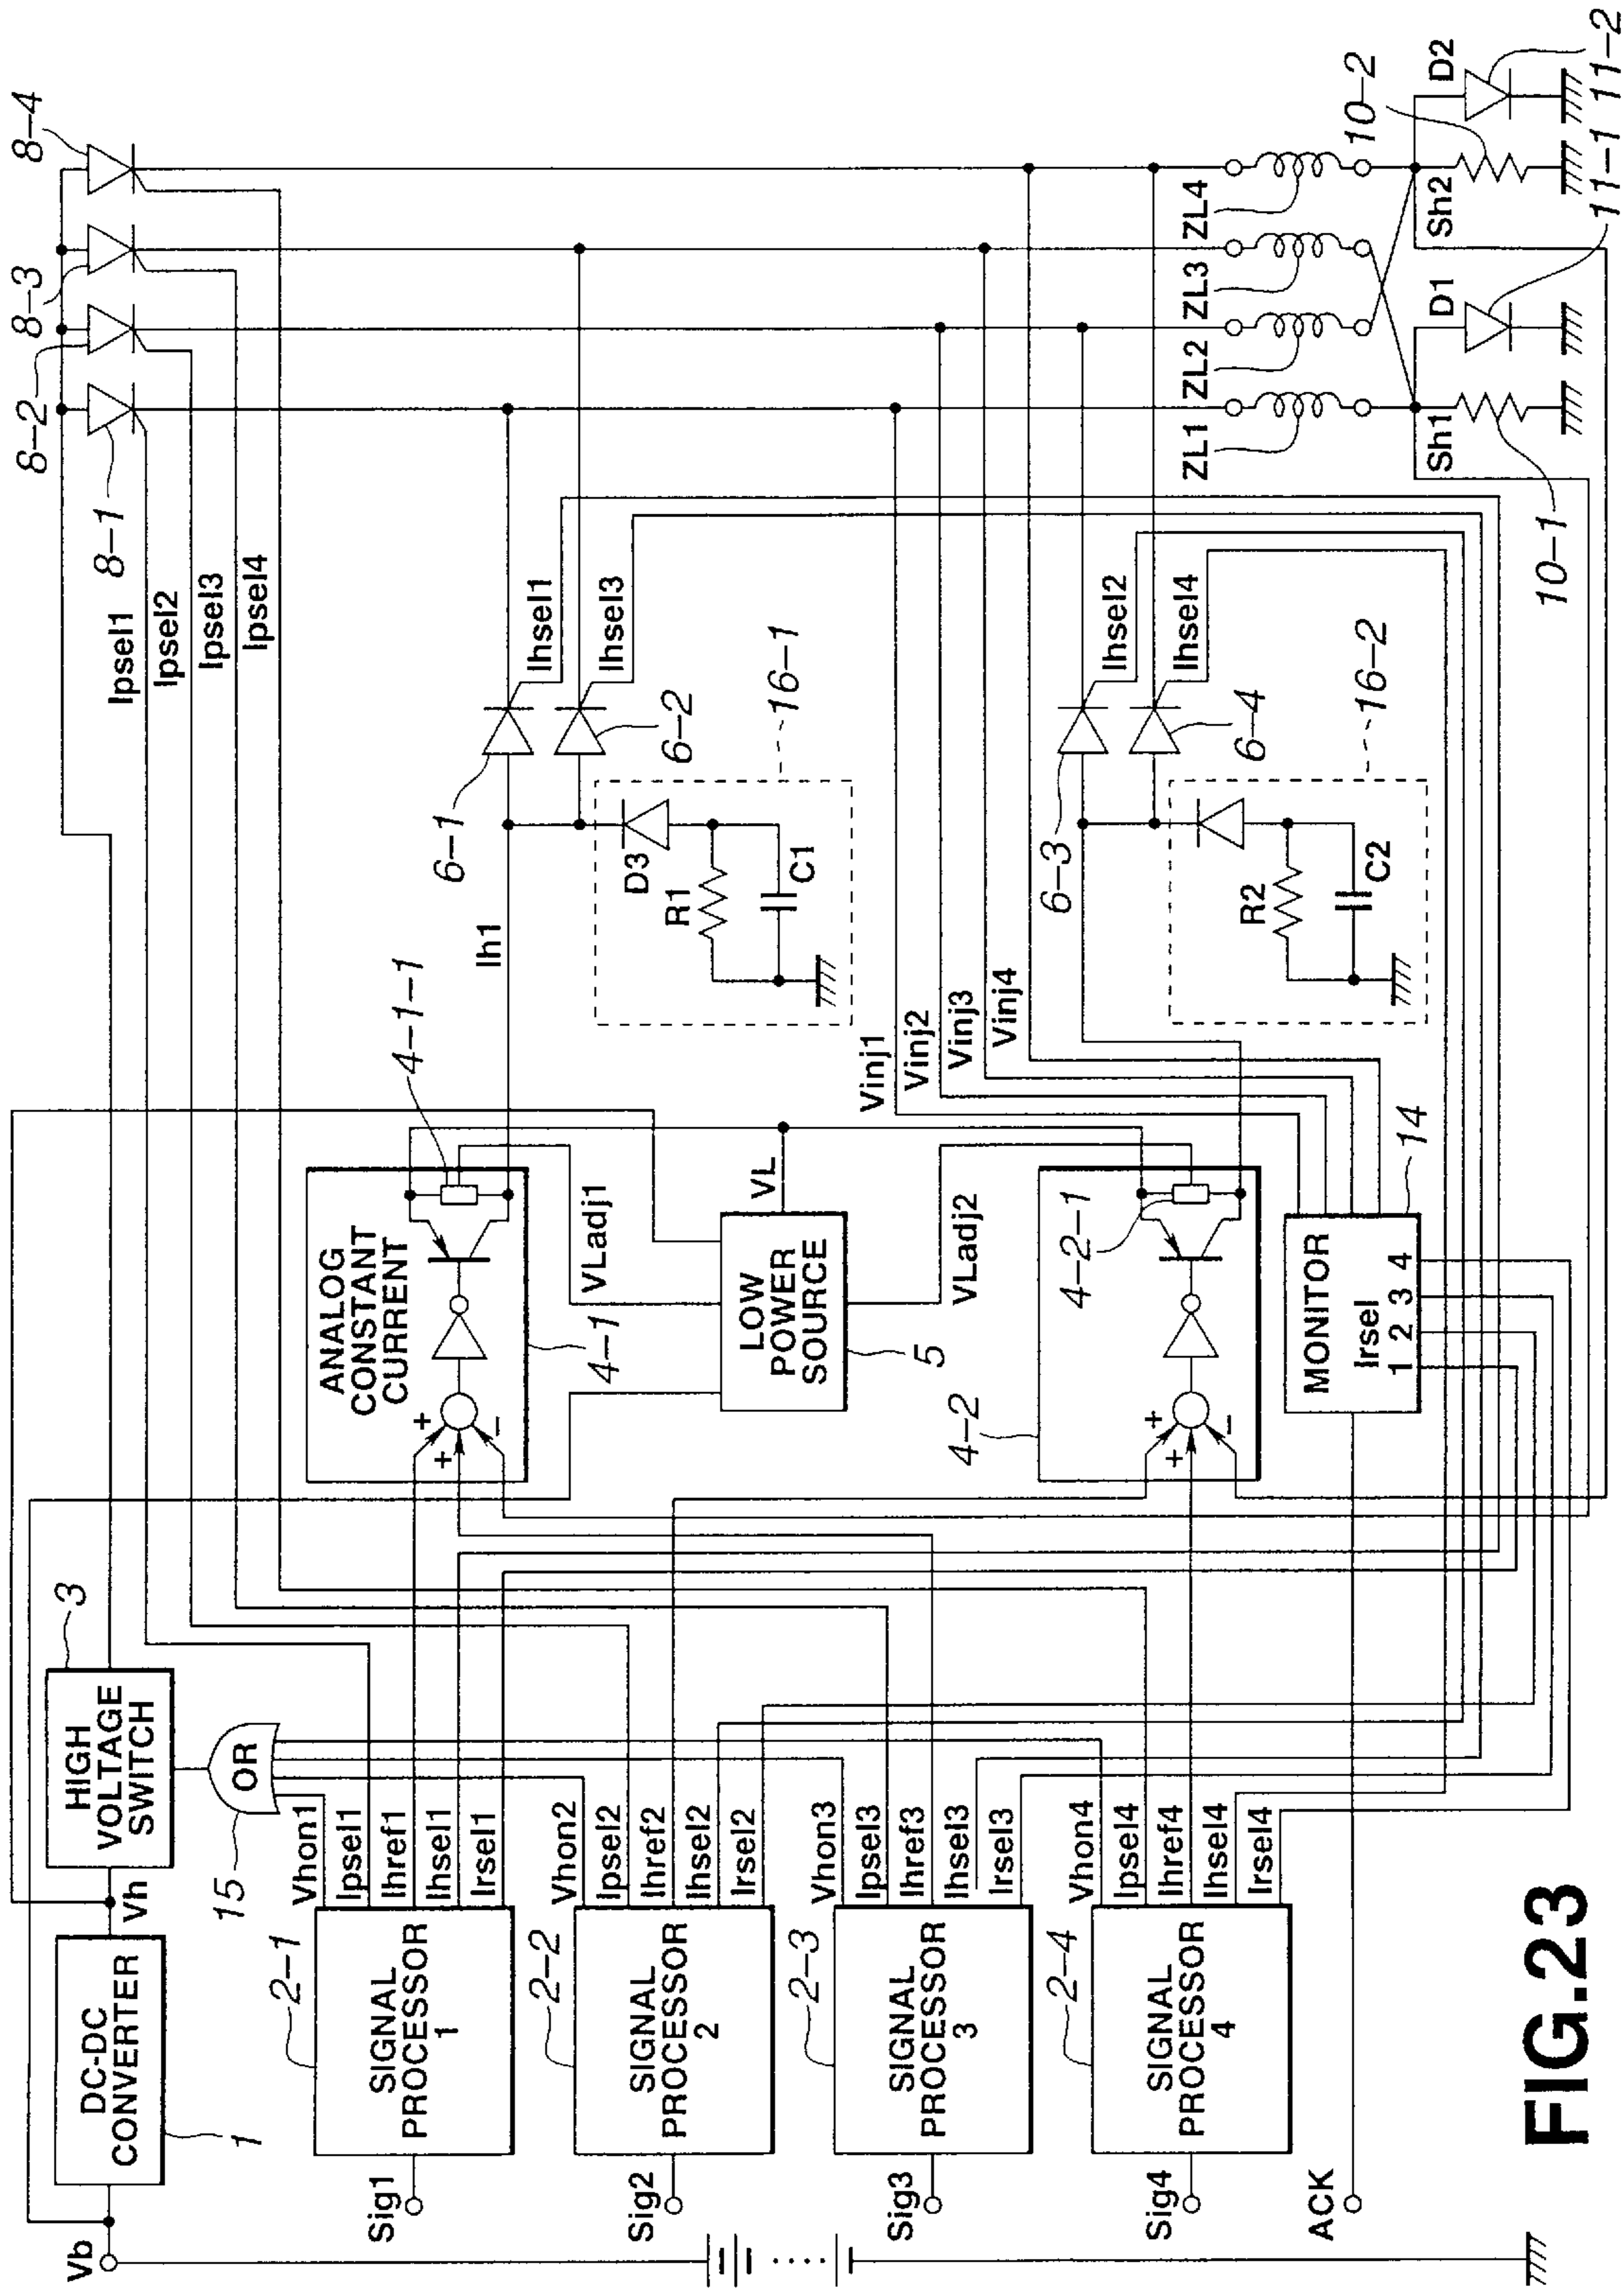 FIG.23
Vb
DC-DC
CONVERTER
1
Vh
HIGH
VOLTAGE
SWITCH
3
OR
15
Sig1
SIGNAL
PROCESSOR
1
2-1
Vhon1
Ipsel1
Ihref1
Ihsel1
Irsel1
Sig2
SIGNAL
PROCESSOR
2
2-2
Vhon2
Ipsel2
Ihref2
Ihsel2
Irsel2
Sig3
SIGNAL
PROCESSOR
3
2-3
Vhon3
Ipsel3
Ihref3
Ihsel3
Irsel3
Sig4
SIGNAL
PROCESSOR
4
2-4
Vhon4
Ipsel4
Ihref4
Ihsel4
Irsel4
ACK
ANALOG
CONSTANT
CURRENT
4-1
+
+
−
4-1-1
VLadj1
LOW
POWER
SOURCE
5
VL
VLadj2
4-2
+
+
−
4-2-1
MONITOR
Irsel
1 2 3 4
14
Vinj1
Vinj2
Vinj3
Vinj4
Ih1
6-1
6-2
Ihsel1
Ihsel3
D3
R1
C1
16-1
6-3
6-4
Ihsel2
Ihsel4
R2
C2
16-2
Ipsel1
Ipsel2
Ipsel3
Ipsel4
8-1
8-2
8-3
8-4
ZL1
ZL2
ZL3
ZL4
Sh1
D1
Sh2
D2
10-1
11-1
10-2
11-2